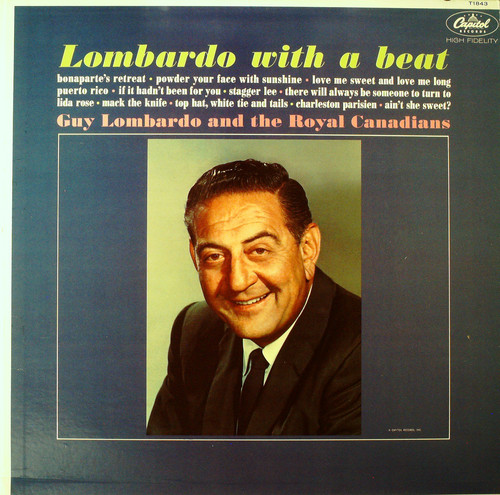 T1843
Capitol
RECORDS
HIGH FIDELITY
Lombardo with a beat
bonaparte's retreat • powder your face with sunshine • love me sweet and love me long
puerto rico • if it hadn't been for you • stagger lee • there will always be someone to turn to
lida rose • mack the knife • top hat, white tie and tails • charleston parisien • ain't she sweet?
Guy Lombardo and the Royal Canadians
© CAPITOL RECORDS, INC.